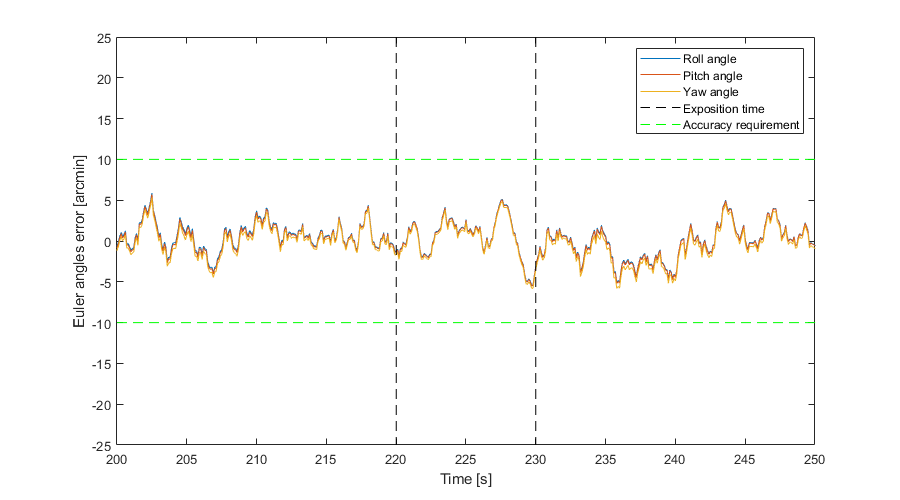 25
20
15
10
5
0
-5
-10
-15
-20
-25
Euler angles error [arcmin]
200 205 210 215 220 225 230 235 240 245 250
Time [s]
Roll angle
Pitch angle
Yaw angle
Exposition time
Accuracy requirement